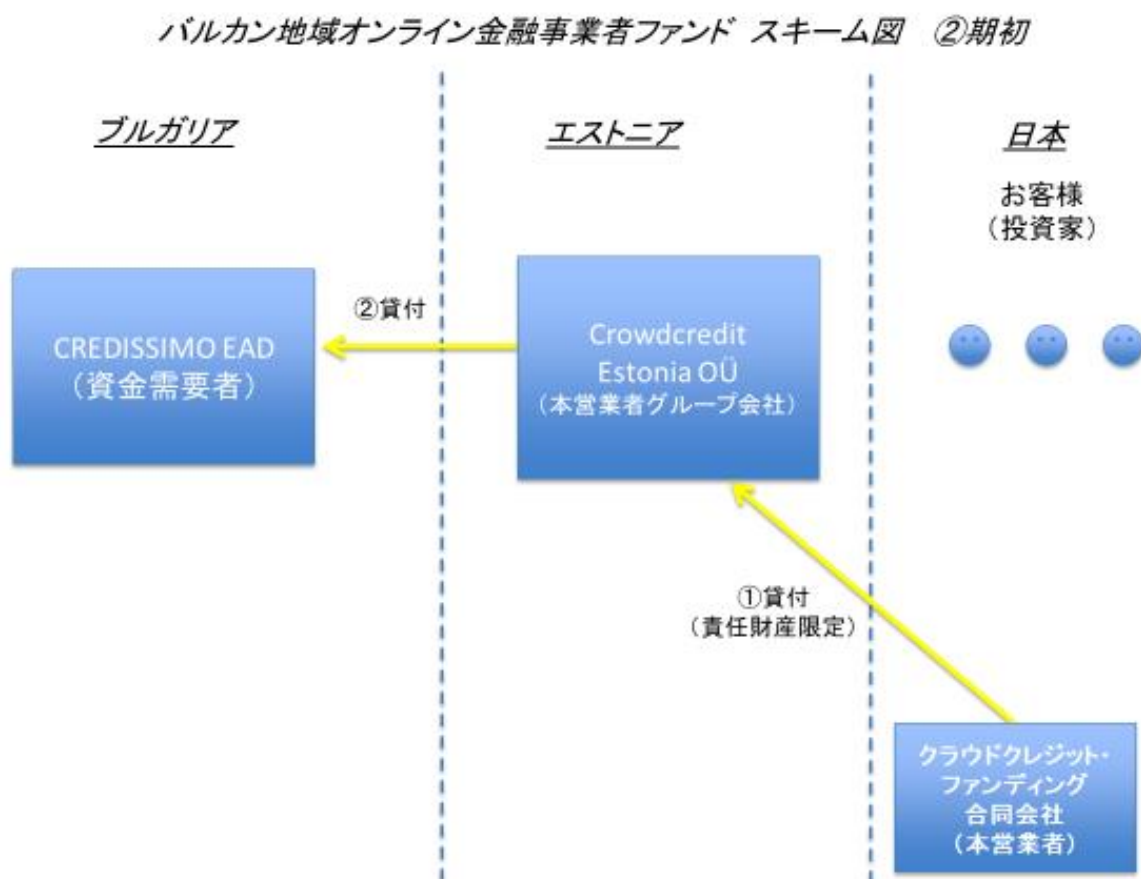 バルカン地域オンライン金融事業者ファンド スキーム図　②期初
ブルガリア
エストニア
日本
お客様
（投資家）
CREDISSIMO EAD
（資金需要者）
②貸付
Crowdcredit
Estonia OÜ
（本営業者グループ会社）
①貸付
（責任財産限定）
クラウドクレジット・
ファンディング
合同会社
（本営業者）